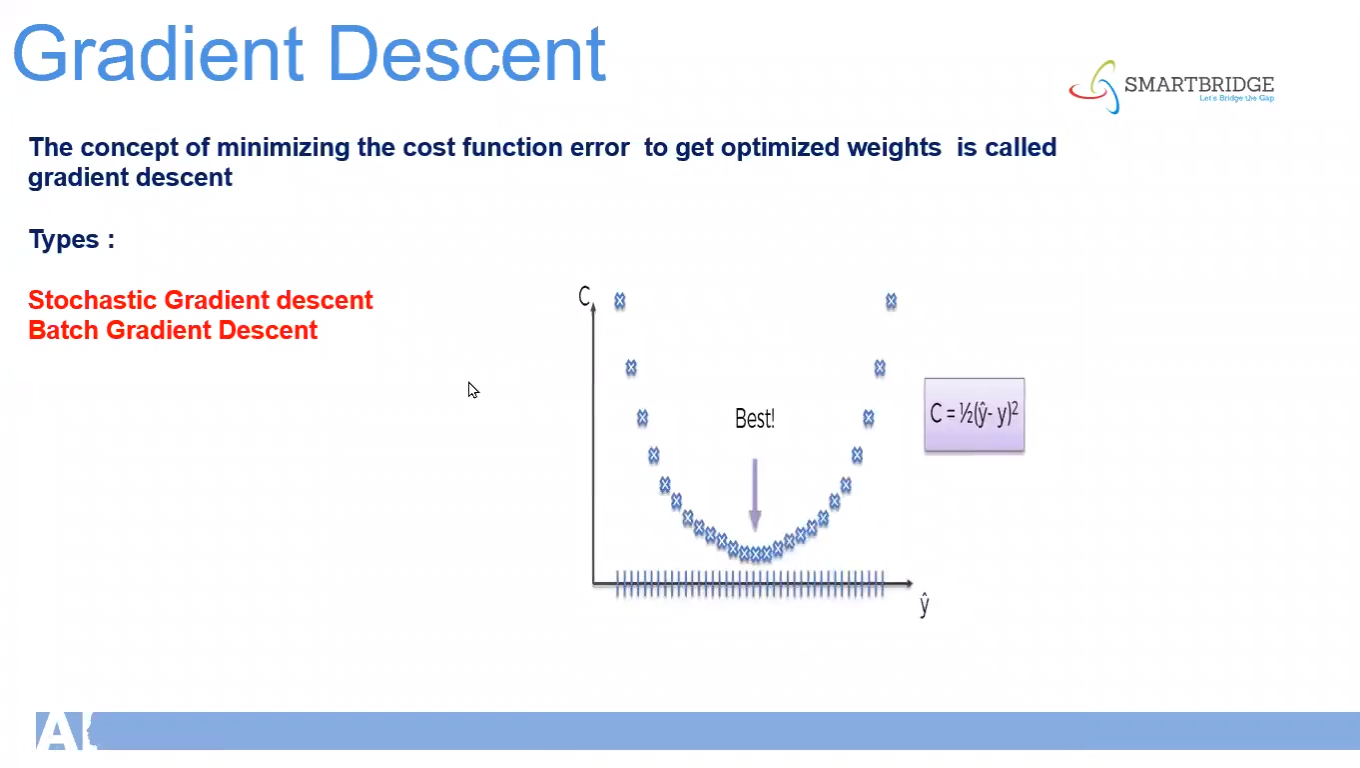 Gradient Descent
SMARTBRIDGE
Let's Bridge the Gap
The concept of minimizing the cost function error to get optimized weights is called
gradient descent
Types :
Stochastic Gradient descent
Batch Gradient Descent
C
Best!
C = ½(ŷ- y)²
ŷ